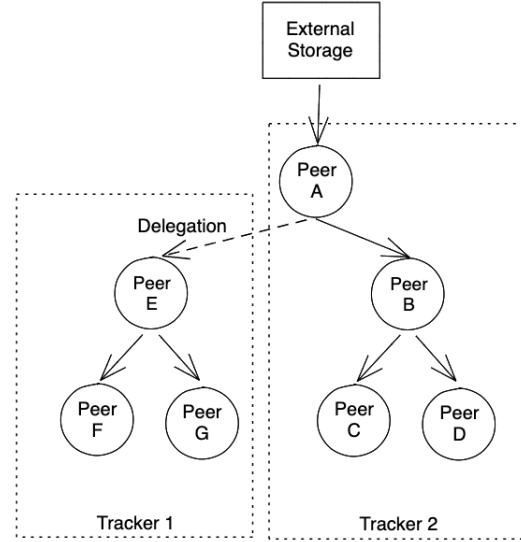 External
Storage
Peer
A
Delegation
Peer
E
Peer
B
Peer
F
Peer
G
Peer
C
Peer
D
Tracker 1
Tracker 2